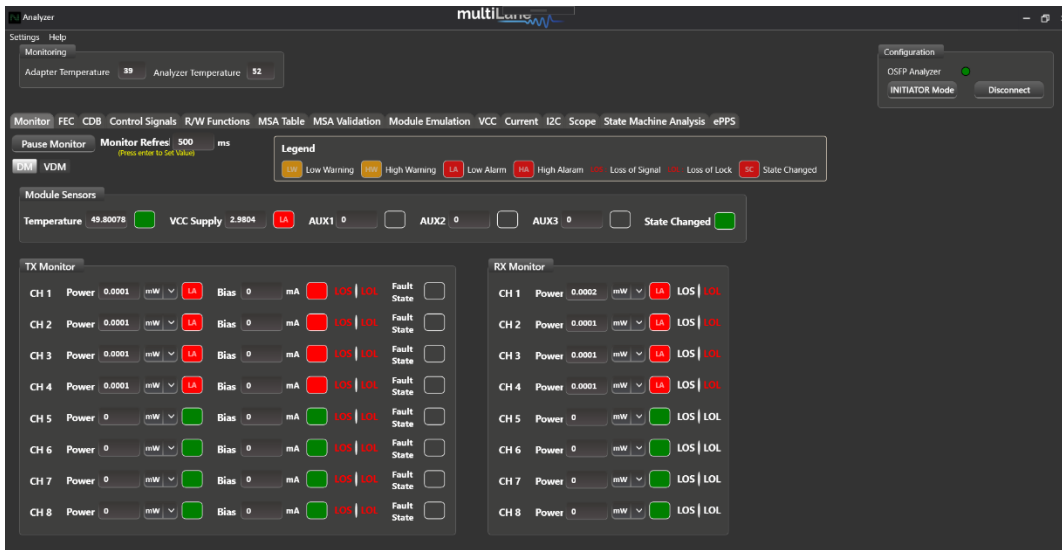 Analyzer
multiLane
Settings Help
Monitoring
Adapter Temperature 39 Analyzer Temperature 52
Configuration
OSFP Analyzer
INITIATOR Mode Disconnect
Monitor FEC CDB Control Signals R/W Functions MSA Table MSA Validation Module Emulation VCC Current I2C Scope State Machine Analysis ePPS
Pause Monitor Monitor Refres 500 ms
(Press enter to Set Value)
DM VDM
Legend
LW Low Warning HW High Warning LA Low Alarm HA High Alaram LOS Loss of Signal LOL Loss of Lock SC State Changed
Module Sensors
Temperature 49.80078 VCC Supply 2.9804 LA AUX1 0 AUX2 0 AUX3 0 State Changed
TX Monitor
CH 1 Power 0.0001 mW LA Bias 0 mA LOS LOL Fault State
CH 2 Power 0.0001 mW LA Bias 0 mA LOS LOL Fault State
CH 3 Power 0.0001 mW LA Bias 0 mA LOS LOL Fault State
CH 4 Power 0.0001 mW LA Bias 0 mA LOS LOL Fault State
CH 5 Power 0 mW Bias 0 mA LOS LOL Fault State
CH 6 Power 0 mW Bias 0 mA LOS LOL Fault State
CH 7 Power 0 mW Bias 0 mA LOS LOL Fault State
CH 8 Power 0 mW Bias 0 mA LOS LOL Fault State
RX Monitor
CH 1 Power 0.0002 mW LA LOS LOL
CH 2 Power 0.0001 mW LA LOS LOL
CH 3 Power 0.0001 mW LA LOS LOL
CH 4 Power 0.0001 mW LA LOS LOL
CH 5 Power 0 mW LOS LOL
CH 6 Power 0 mW LOS LOL
CH 7 Power 0 mW LOS LOL
CH 8 Power 0 mW LOS LOL